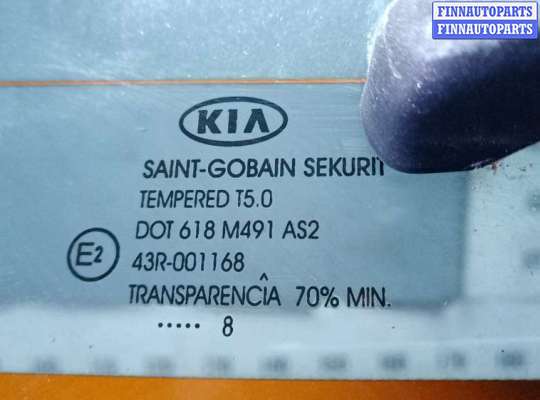 FINNAUTOPARTS
FINNAUTOPARTS
KIA
SAINT-GOBAIN SEKURIT
TEMPERED T5.0
DOT 618 M491 AS2
E2
43R-001168
TRANSPARENCÎA 70% MIN.
..... 8